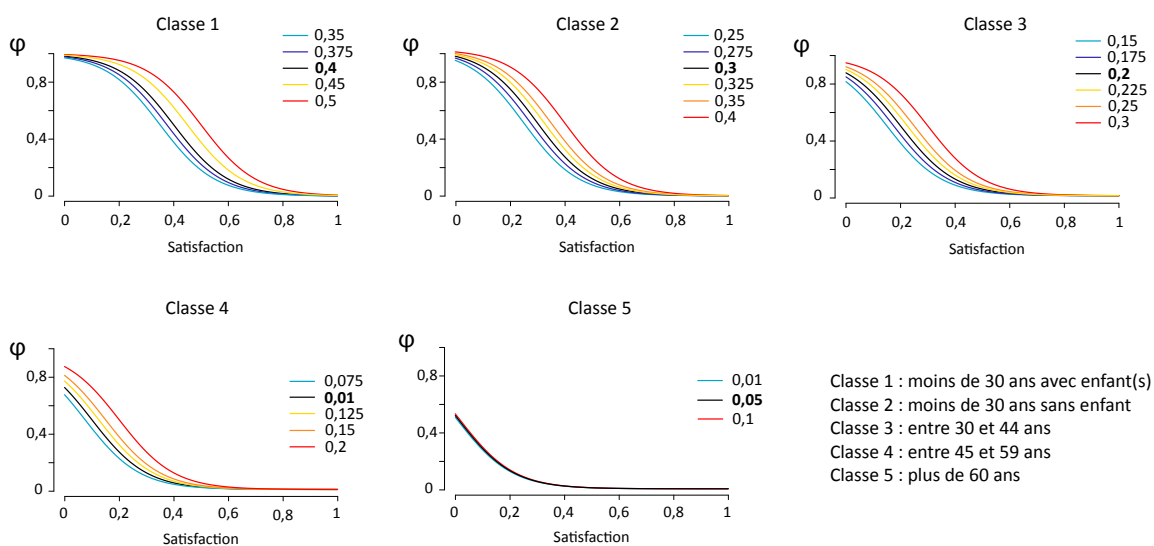 Classe 1
φ
0,8
0,4
0
0 0,2 0,4 0,6 0,8 1
Satisfaction
0,35
0,375
0,4
0,45
0,5
Classe 2
φ
0,8
0,4
0
0 0,2 0,4 0,6 0,8 1
Satisfaction
0,25
0,275
0,3
0,325
0,35
0,4
Classe 3
φ
0,8
0,4
0
0 0,2 0,4 0,6 0,8 1
Satisfaction
0,15
0,175
0,2
0,225
0,25
0,3
Classe 4
φ
0,8
0,4
0
0 0,2 0,4 0,6 0,8 1
Satisfaction
0,075
0,01
0,125
0,15
0,2
Classe 5
φ
0,8
0,4
0
0 0,2 0,4 0,6 0,8 1
Satisfaction
0,01
0,05
0,1
Classe 1 : moins de 30 ans avec enfant(s)
Classe 2 : moins de 30 ans sans enfant
Classe 3 : entre 30 et 44 ans
Classe 4 : entre 45 et 59 ans
Classe 5 : plus de 60 ans